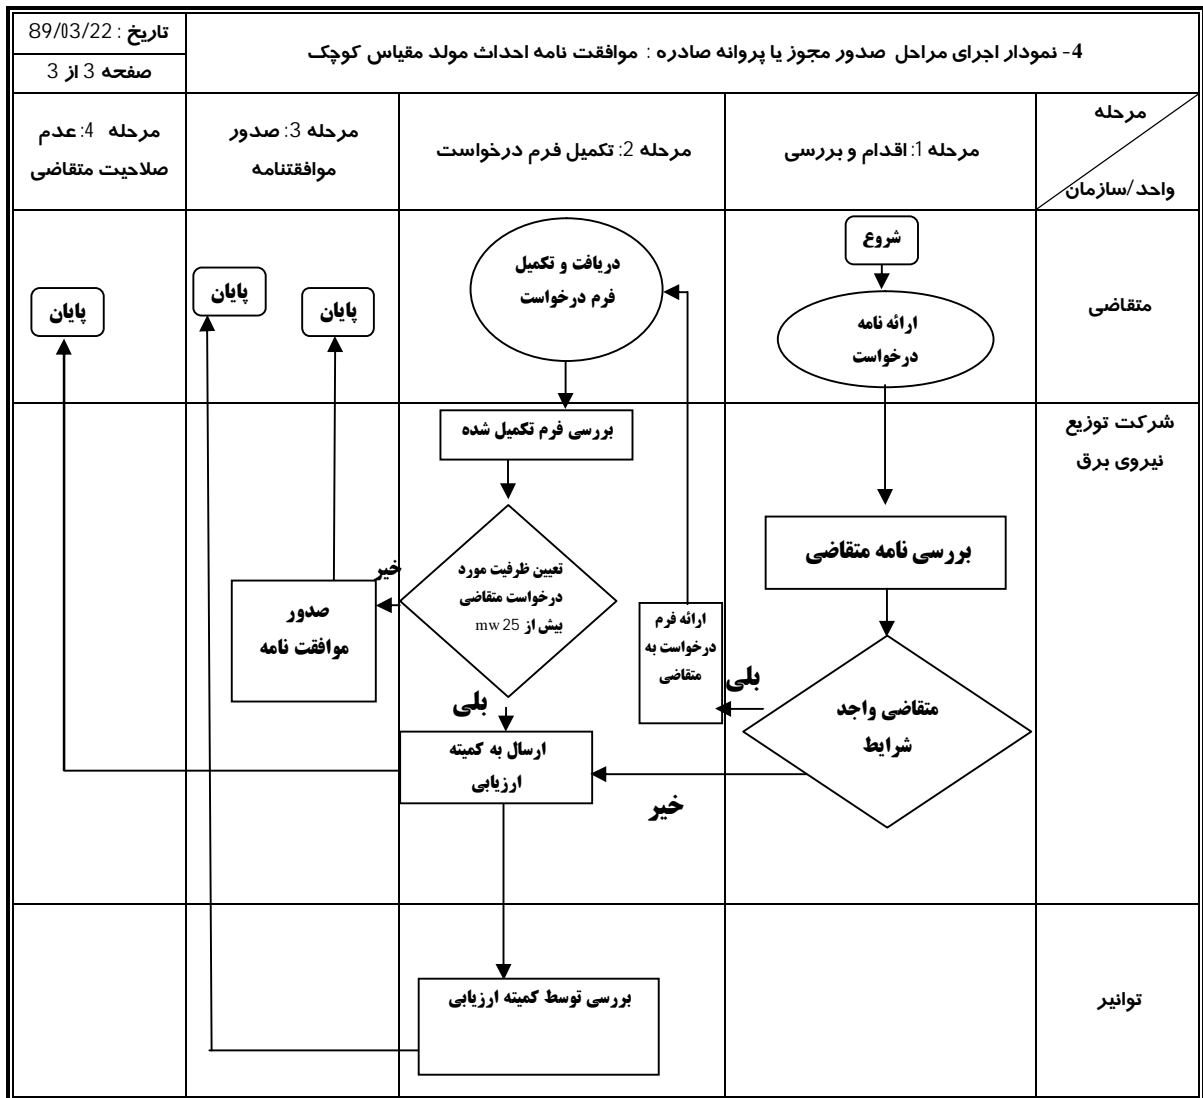 4- نمودار اجرای مراحل صدور مجوز یا پروانه صادره : موافقت نامه احداث مولد مقیاس کوچک
تاریخ : 89/03/22
صفحه 3 از 3
مرحله
واحد/سازمان
مرحله 1: اقدام و بررسی
مرحله 2: تکمیل فرم درخواست
مرحله 3: صدور
موافقتنامه
مرحله 4: عدم
صلاحیت متقاضی
متقاضی
شروع
ارائه نامه
درخواست
دریافت و تکمیل
فرم درخواست
پایان
پایان
پایان
شرکت توزیع
نیروی برق
بررسی نامه متقاضی
متقاضی واجد
شرایط
بلی
خیر
ارائه فرم
درخواست به
متقاضی
بررسی فرم تکمیل شده
تعیین ظرفیت مورد
درخواست متقاضی
بیش از 25 mw
خیر
بلی
صدور
موافقت نامه
ارسال به کمیته
ارزیابی
توانیر
بررسی توسط کمیته ارزیابی